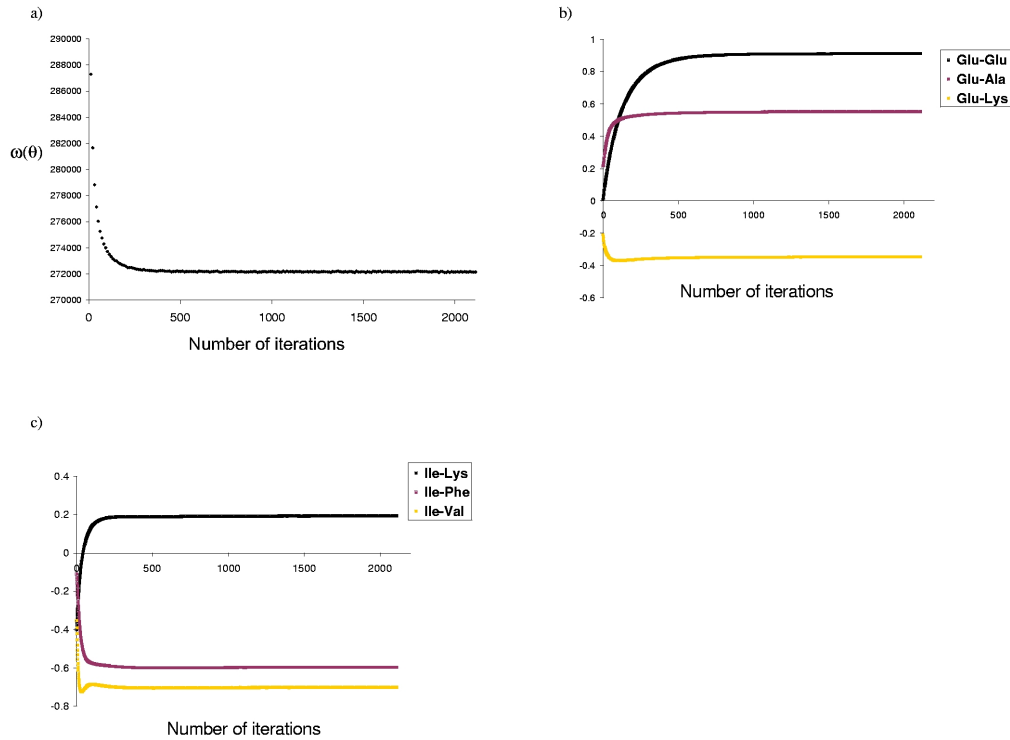 a)
290000
288000
286000
284000
ω(θ)
282000
280000
278000
276000
274000
272000
270000
0 500 1000 1500 2000
Number of iterations
b)
1
0.8
0.6
0.4
0.2
0
-0.2
-0.4
-0.6
0 500 1000 1500 2000
Number of iterations
Glu-Glu
Glu-Ala
Glu-Lys
c)
0.4
0.2
0
-0.2
-0.4
-0.6
-0.8
0 500 1000 1500 2000
Number of iterations
Ile-Lys
Ile-Phe
Ile-Val